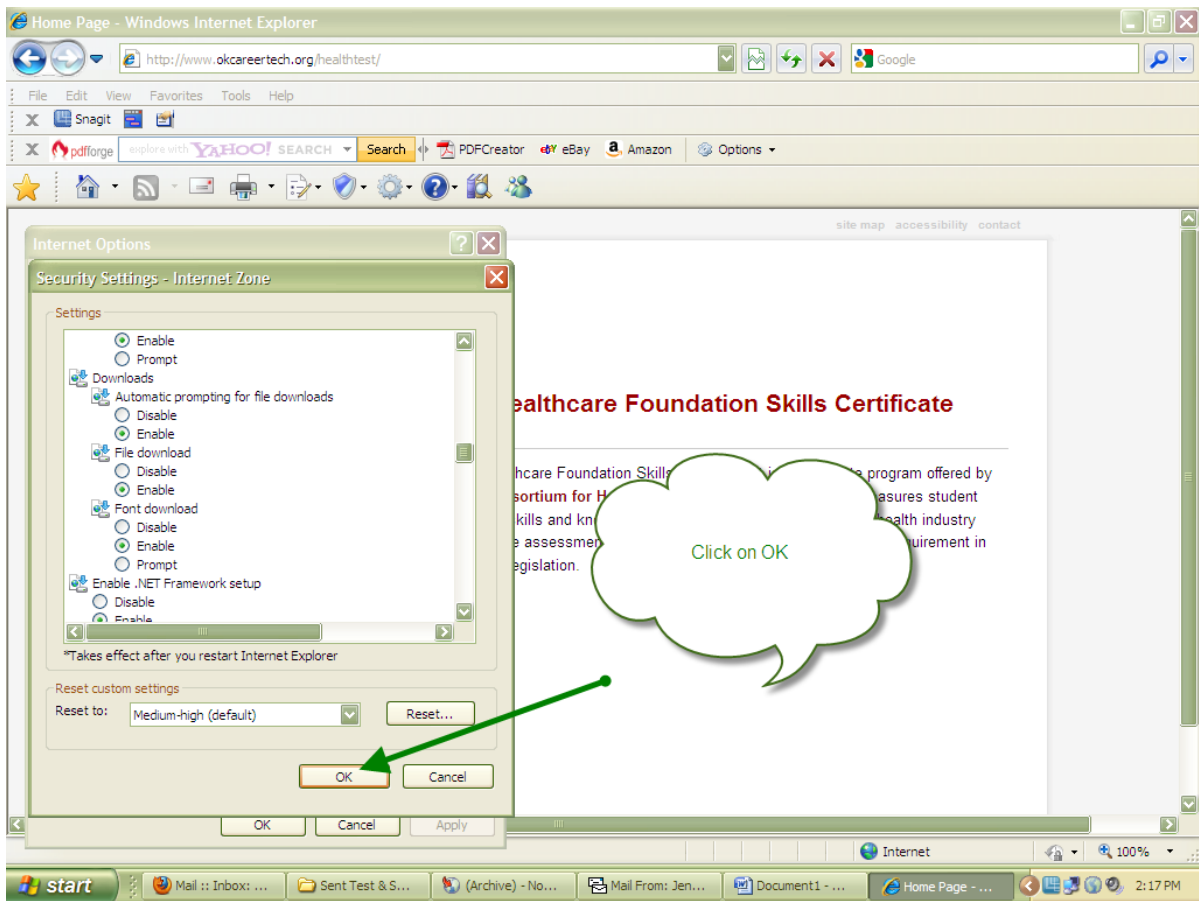 Home Page - Windows Internet Explorer
http://www.okcareertech.org/healthtest/
Google
File Edit View Favorites Tools Help
X Snagit
X pdfforge explore with YAHOO! SEARCH Search PDFCreator ebY eBay a Amazon Options
site map accessibility contact
Internet Options
Security Settings - Internet Zone
Settings
Enable
Prompt
Downloads
Automatic prompting for file downloads
Disable
Enable
File download
Disable
Enable
Font download
Disable
Enable
Prompt
Enable .NET Framework setup
Disable
Enable
*Takes effect after you restart Internet Explorer
Reset custom settings
Reset to: Medium-high (default) Reset...
OK Cancel
OK Cancel Apply
ealthcare Foundation Skills Certificate
hcare Foundation Skills program offered by
sortium for H asures student
kills and kn ealth industry
e assessmen uirement in
egislation.
Click on OK
Internet 100%
start Mail :: Inbox: ... Sent Test & S... (Archive) - No... Mail From: Jen... Document1 - ... Home Page - ... 2:17 PM